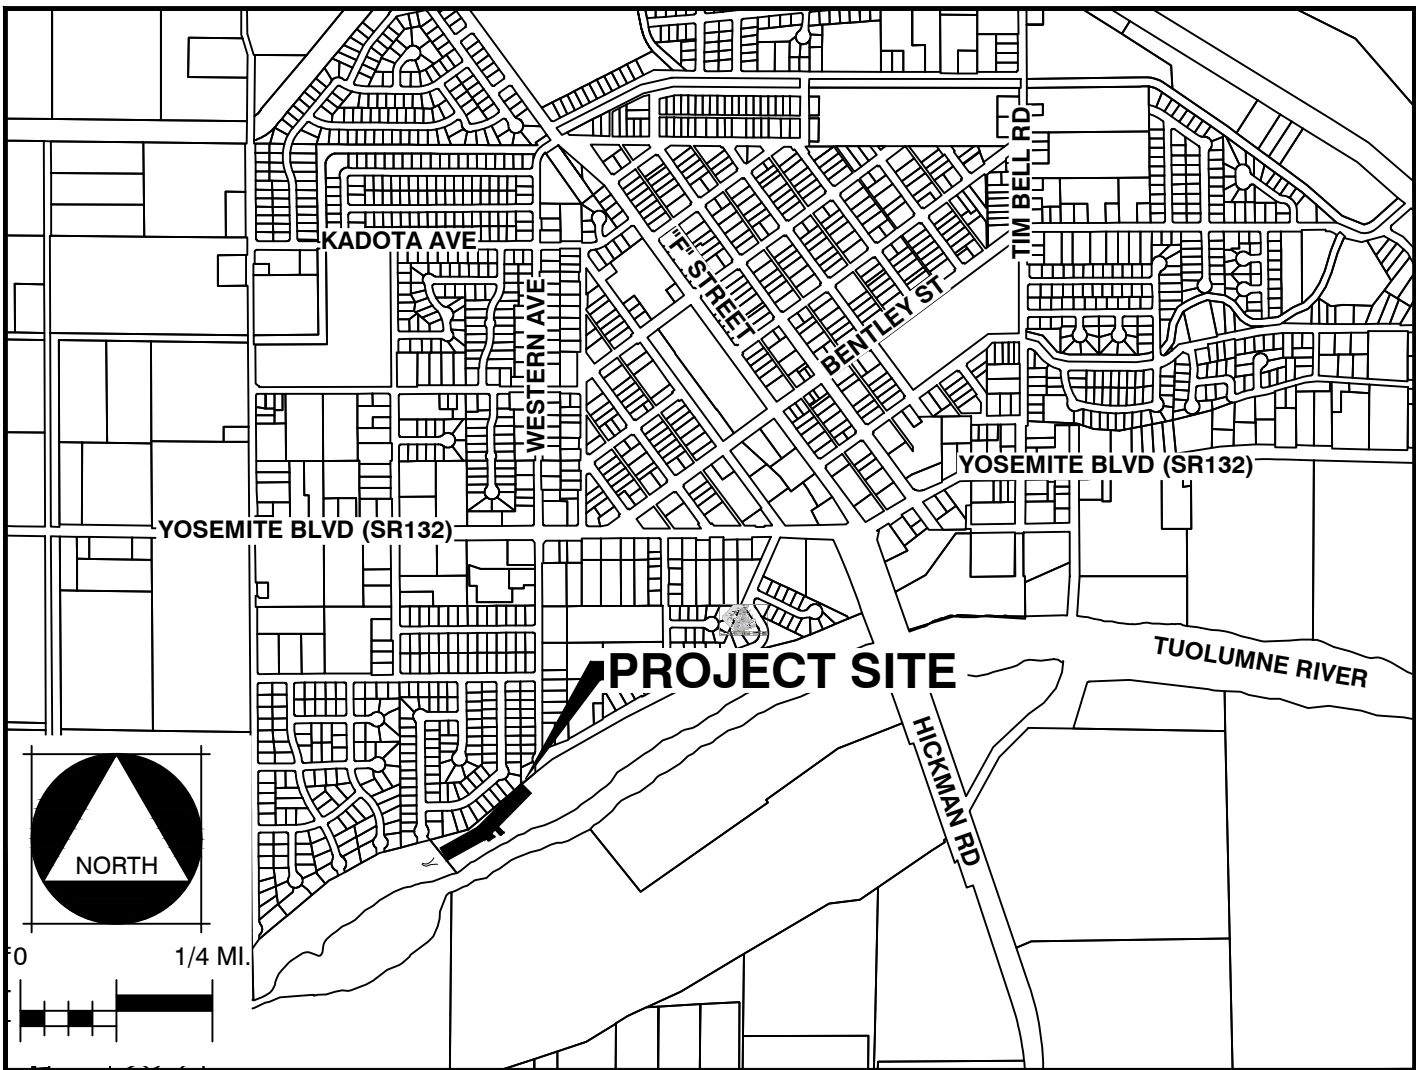 TIM BELL RD
KADOTA AVE
"F" STREET
BENTLEY ST
WESTERN AVE
YOSEMITE BLVD (SR132)
YOSEMITE BLVD (SR132)
PROJECT SITE
TUOLUMNE RIVER
HICKMAN RD
NORTH
0 1/4 MI.